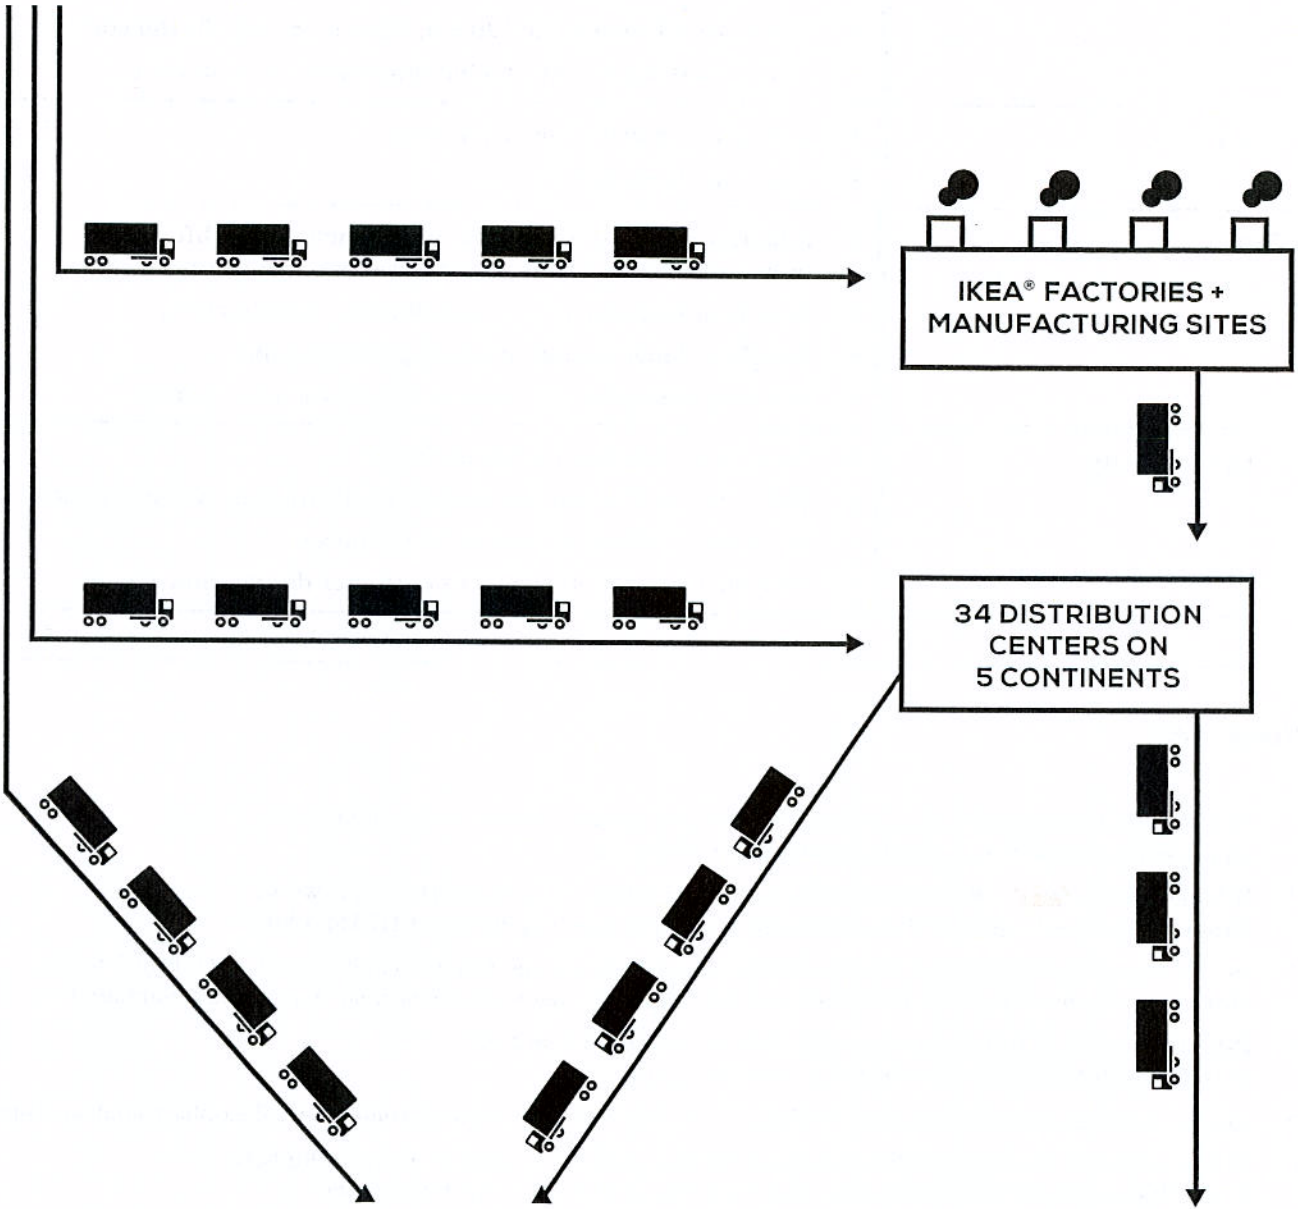 IKEA® FACTORIES +
MANUFACTURING SITES
34 DISTRIBUTION
CENTERS ON
5 CONTINENTS